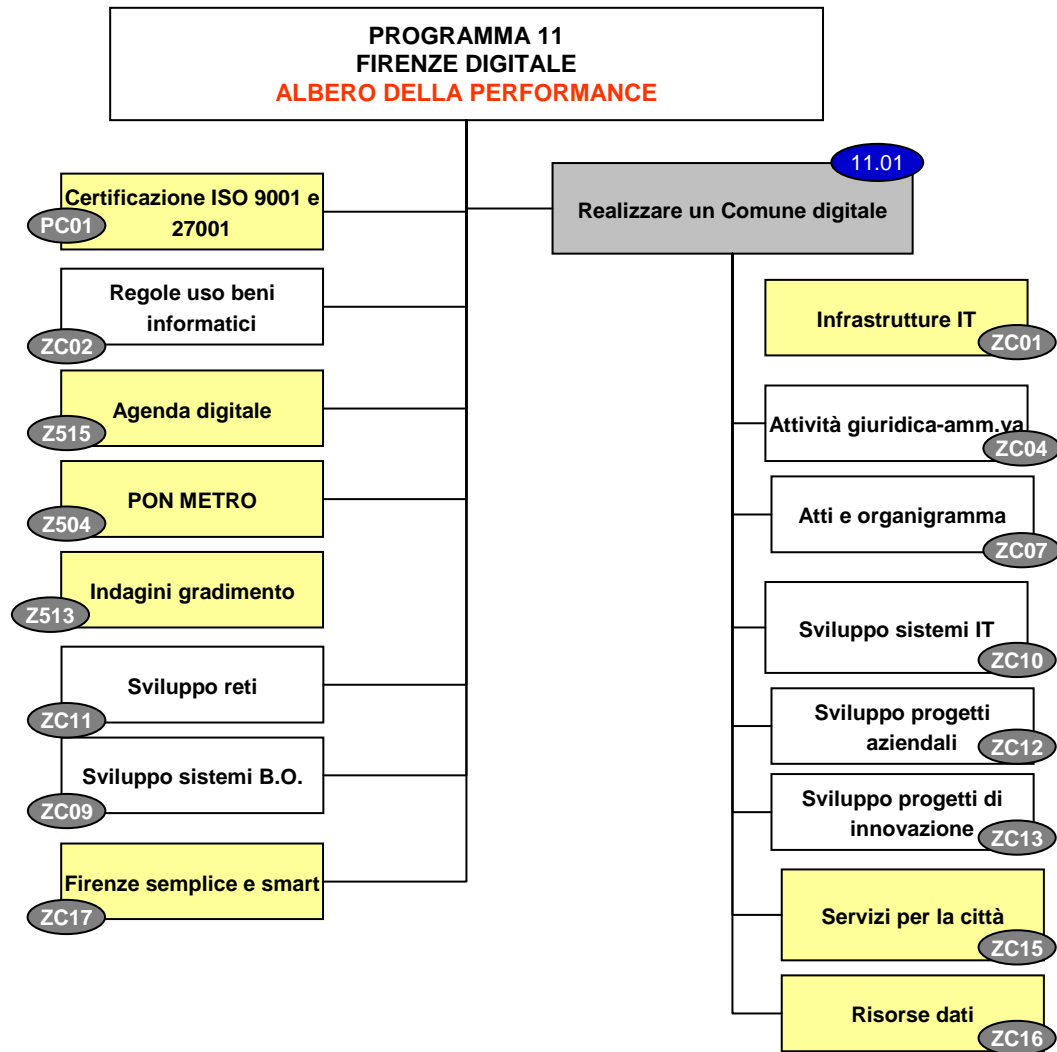 PROGRAMMA 11
FIRENZE DIGITALE
ALBERO DELLA PERFORMANCE
Certificazione ISO 9001 e
27001
PC01
Regole uso beni
informatici
ZC02
Agenda digitale
Z515
PON METRO
Z504
Indagini gradimento
Z513
Sviluppo reti
ZC11
Sviluppo sistemi B.O.
ZC09
Firenze semplice e smart
ZC17
11.01
Realizzare un Comune digitale
Infrastrutture IT
ZC01
Attività giuridica-amm.va
ZC04
Atti e organigramma
ZC07
Sviluppo sistemi IT
ZC10
Sviluppo progetti
aziendali
ZC12
Sviluppo progetti di
innovazione
ZC13
Servizi per la città
ZC15
Risorse dati
ZC16